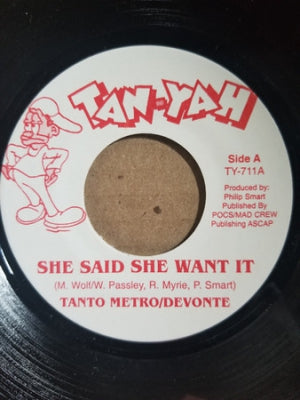 TAN-YAH
Side A
TY-711A
Produced by:
Philip Smart
Published By
POCS/MAD CREW
Publishing ASCAP
SHE SAID SHE WANT IT
(M. Wolf/W. Passley, R. Myrie, P. Smart)
TANTO METRO/DEVONTE